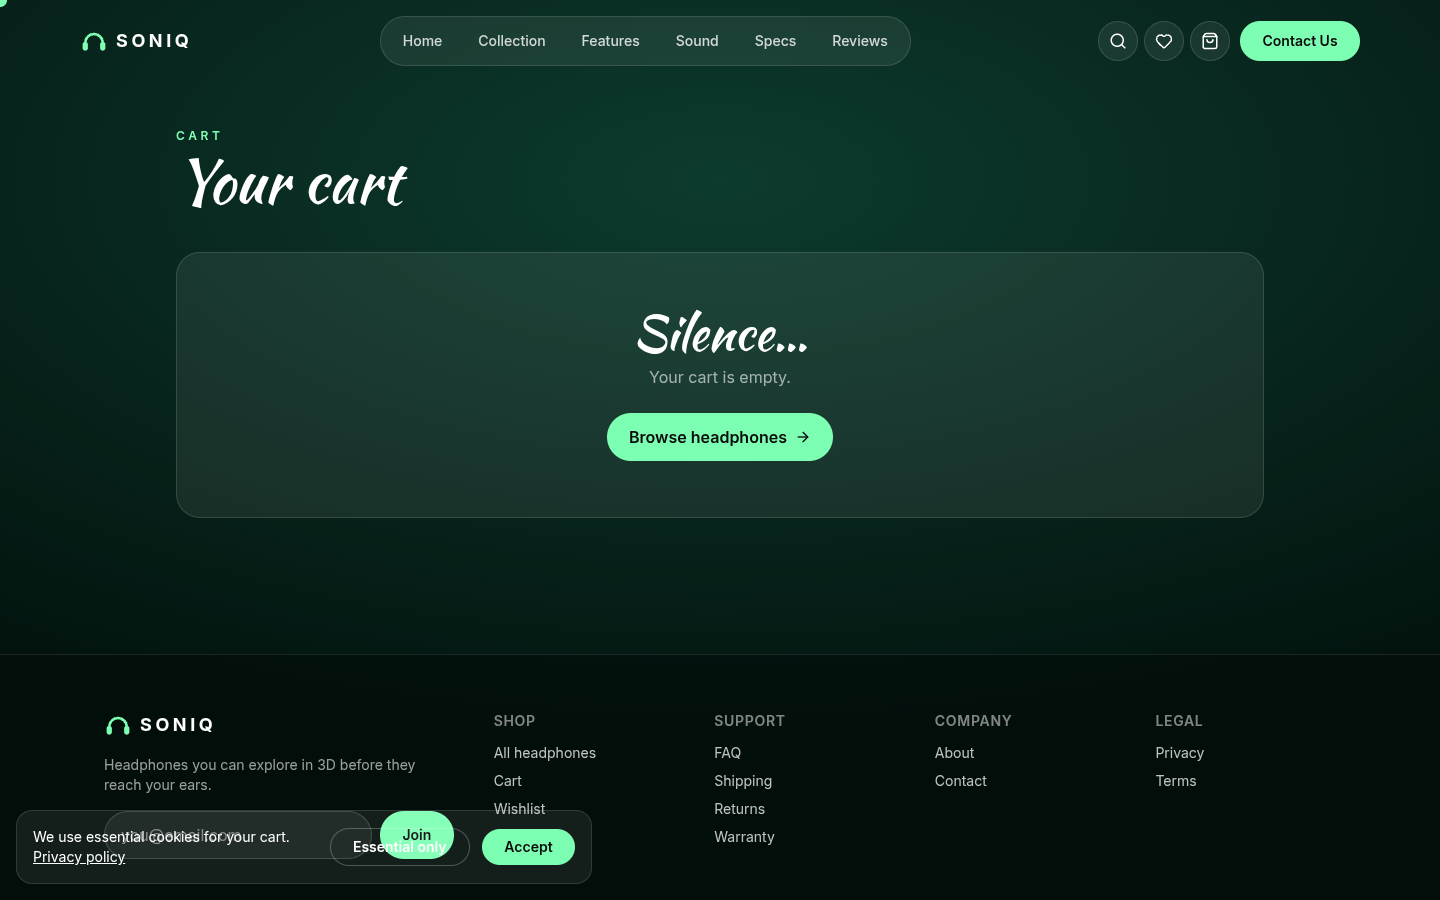 SONIQ
Home
Collection
Features
Sound
Specs
Reviews
Contact Us
CART
Your cart
Silence...
Your cart is empty.
Browse headphones
SONIQ
Headphones you can explore in 3D before they
reach your ears.
you@email.com
Join
SHOP
All headphones
Cart
Wishlist
SUPPORT
FAQ
Shipping
Returns
Warranty
COMPANY
About
Contact
LEGAL
Privacy
Terms
We use essential cookies for your cart.
Privacy policy
Essential only
Accept